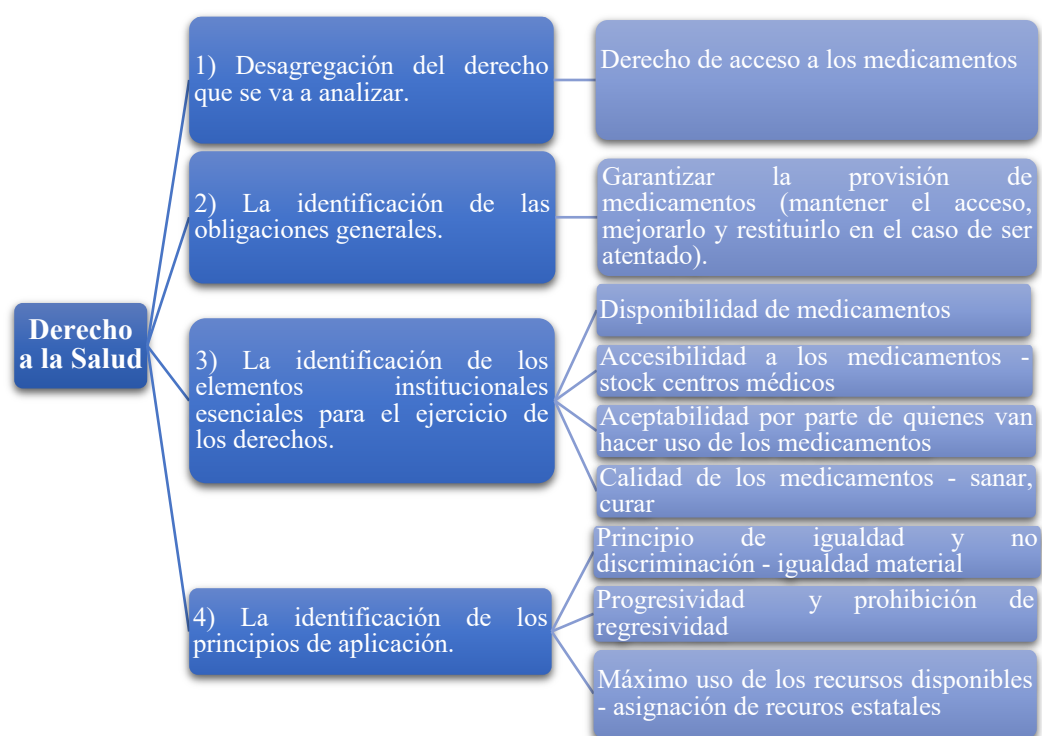 Derecho
a la Salud
1) Desagregación del derecho
que se va a analizar.
Derecho de acceso a los medicamentos
2) La identificación de las
obligaciones generales.
Garantizar la provisión de
medicamentos (mantener el acceso,
mejorarlo y restituirlo en el caso de ser
atentado).
3) La identificación de los
elementos institucionales
esenciales para el ejercicio de
los derechos.
Disponibilidad de medicamentos
Accesibilidad a los medicamentos -
stock centros médicos
Aceptabilidad por parte de quienes van
hacer uso de los medicamentos
Calidad de los medicamentos - sanar,
curar
4) La identificación de los
principios de aplicación.
Principio de igualdad y no
discriminación - igualdad material
Progresividad y prohibición de
regresividad
Máximo uso de los recursos disponibles
- asignación de recuros estatales